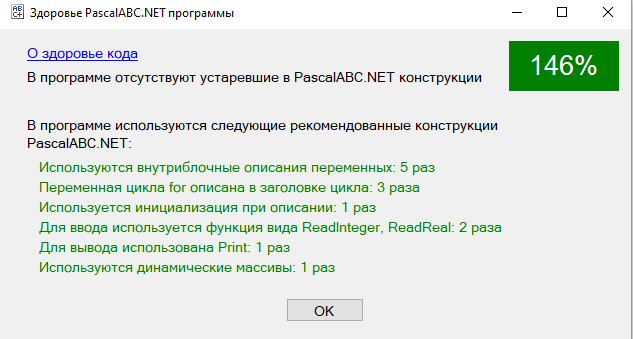 Здоровье PascalABC.NET программы
О здоровье кода
146%
В программе отсутствуют устаревшие в PascalABC.NET конструкции
В программе используются следующие рекомендованные конструкции
PascalABC.NET:
Используются внутриблочные описания переменных: 5 раз
Переменная цикла for описана в заголовке цикла: 3 раза
Используется инициализация при описании: 1 раз
Для ввода используется функция вида ReadInteger, ReadReal: 2 раза
Для вывода использована Print: 1 раз
Используются динамические массивы: 1 раз
OK